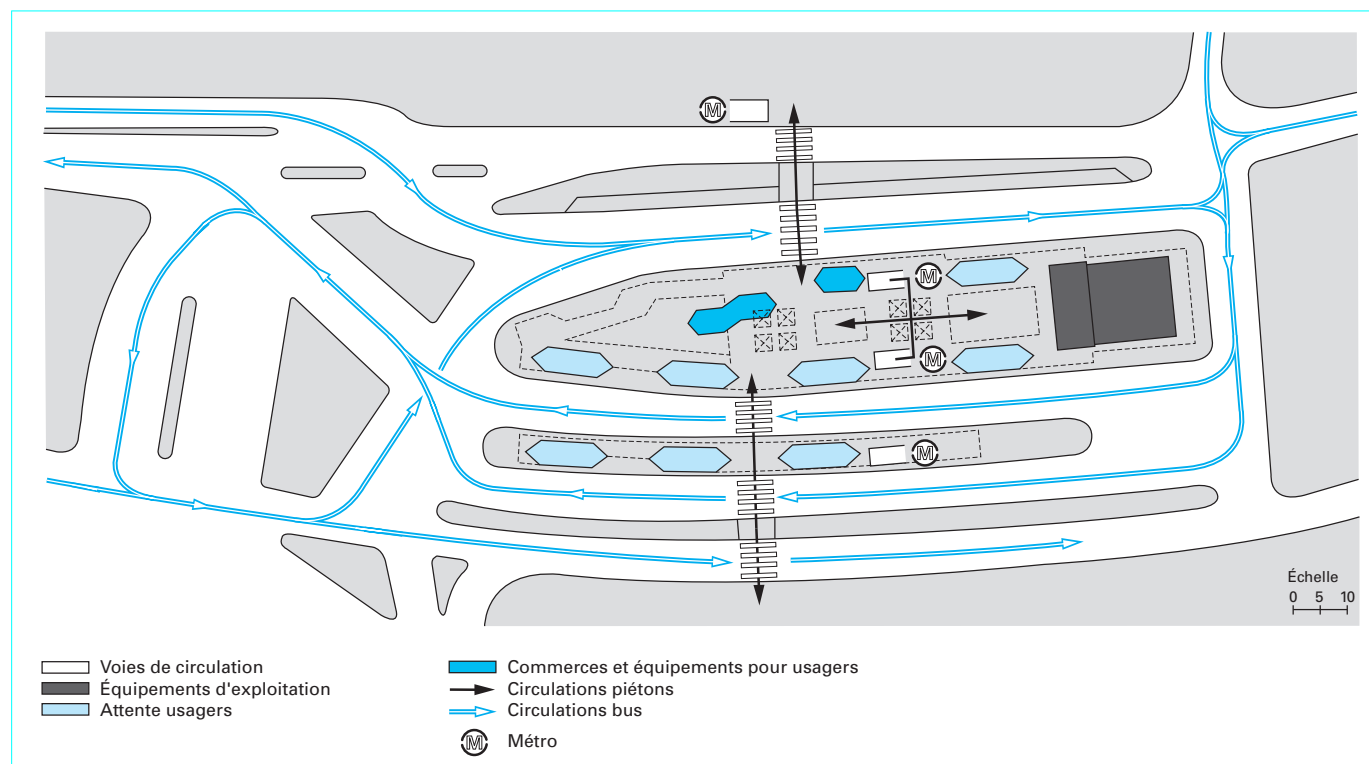 M
M
M
M
Échelle
0 5 10
Voies de circulation
Équipements d'exploitation
Attente usagers
Commerces et équipements pour usagers
Circulations piétons
Circulations bus
M Métro